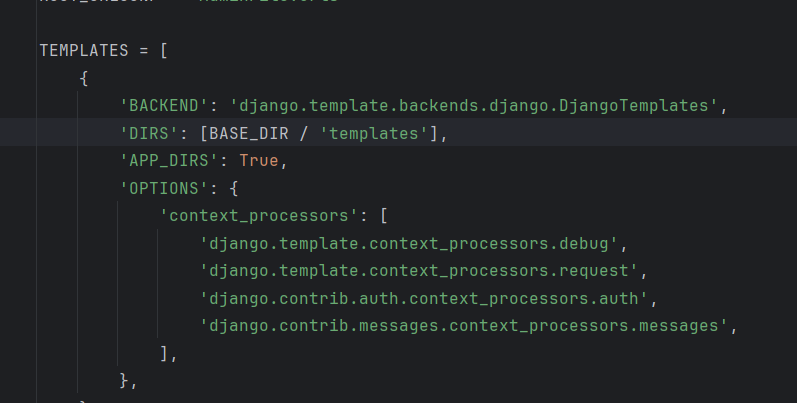 TEMPLATES = [
    {
        'BACKEND': 'django.template.backends.django.DjangoTemplates',
        'DIRS': [BASE_DIR / 'templates'],
        'APP_DIRS': True,
        'OPTIONS': {
            'context_processors': [
                'django.template.context_processors.debug',
                'django.template.context_processors.request',
                'django.contrib.auth.context_processors.auth',
                'django.contrib.messages.context_processors.messages',
            ],
        },